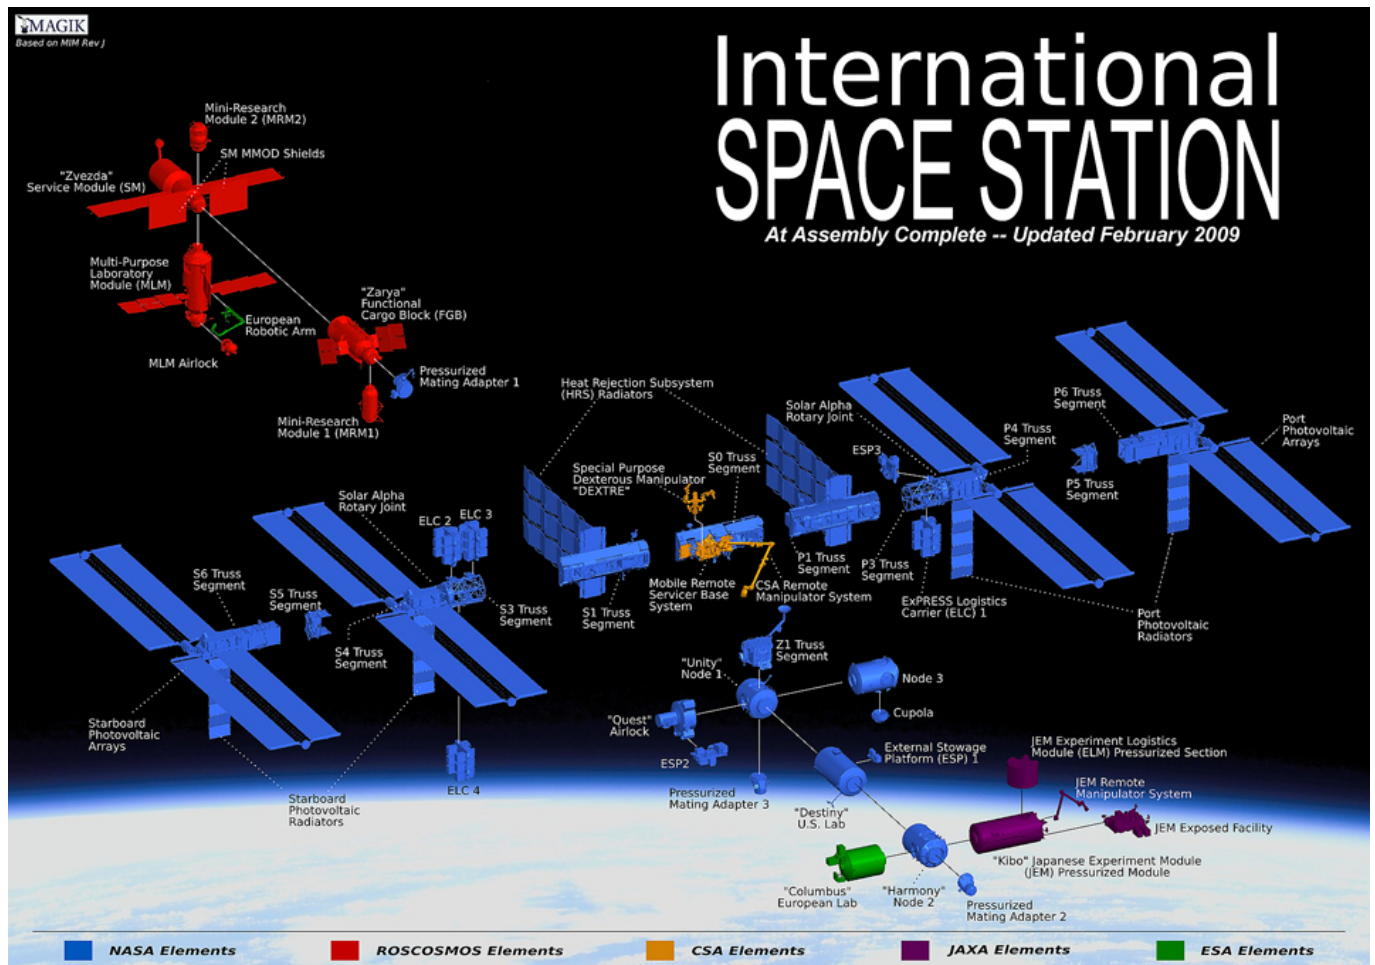 iMAGIK
Based on MIM Rev J
International
SPACE STATION
At Assembly Complete -- Updated February 2009
Mini-Research
Module 2 (MRM2)
SM MMOD Shields
"Zvezda"
Service Module (SM)
Multi-Purpose
Laboratory
Module (MLM)
European
Robotic Arm
MLM Airlock
"Zarya"
Functional
Cargo Block (FGB)
Pressurized
Mating Adapter 1
Mini-Research
Module 1 (MRM1)
Heat Rejection Subsystem
(HRS) Radiators
Special Purpose
Dexterous Manipulator
"DEXTRE"
S0 Truss
Segment
Solar Alpha
Rotary Joint
ESP3
P4 Truss
Segment
P6 Truss
Segment
Port
Photovoltaic
Arrays
P5 Truss
Segment
Solar Alpha
Rotary Joint
ELC 2
ELC 3
S6 Truss
Segment
S5 Truss
Segment
S4 Truss
Segment
S3 Truss
Segment
S1 Truss
Segment
Mobile Remote
Servicer Base
System
CSA Remote
Manipulator System
P1 Truss
Segment
P3 Truss
Segment
ExPRESS Logistics
Carrier (ELC) 1
Port
Photovoltaic
Radiators
Z1 Truss
Segment
"Unity"
Node 1
Node 3
Cupola
"Quest"
Airlock
ESP2
Pressurized
Mating Adapter 3
External Stowage
Platform (ESP) 1
"Destiny"
U.S. Lab
Starboard
Photovoltaic
Arrays
ELC 4
Starboard
Photovoltaic
Radiators
JEM Experiment Logistics
Module (ELM) Pressurized Section
JEM Remote
Manipulator System
JEM Exposed Facility
"Kibo" Japanese Experiment Module
(JEM) Pressurized Module
"Columbus"
European Lab
"Harmony"
Node 2
Pressurized
Mating Adapter 2
NASA Elements
ROSCOSMOS Elements
CSA Elements
JAXA Elements
ESA Elements